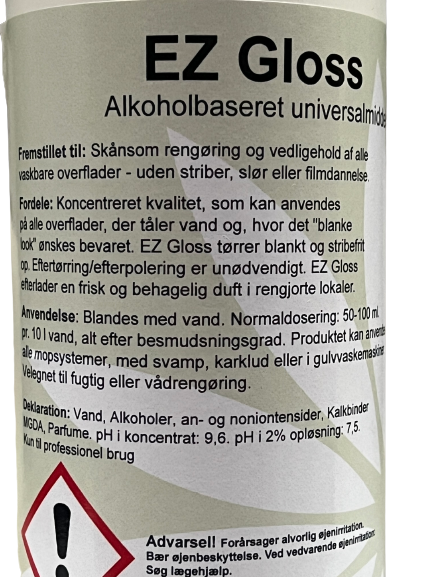 EZ Gloss
Alkoholbaseret universalmiddel
Fremstillet til: Skånsom rengøring og vedligehold af alle
vaskbare overflader - uden striber, slør eller filmdannelse.
Fordele: Koncentreret kvalitet, som kan anvendes
på alle overflader, der tåler vand og, hvor det "blanke
look" ønskes bevaret. EZ Gloss tørrer blankt og stribefrit
op. Eftertørring/efterpolering er unødvendigt. EZ Gloss
efterlader en frisk og behagelig duft i rengjorte lokaler.
Anvendelse: Blandes med vand. Normaldosering: 50-100 ml.
pr. 10 l vand, alt efter besmudsningsgrad. Produktet kan anvendes
alle mopsystemer, med svamp, karklud eller i gulvvaskemaskiner
Velegnet til fugtig eller vådrengøring.
Deklaration: Vand, Alkoholer, an- og noniontensider, Kalkbinder
MGDA, Parfume. pH i koncentrat: 9,6. pH i 2% opløsning: 7,5.
Kun til professionel brug
Advarsel! Forårsager alvorlig øjenirritation.
Bær øjenbeskyttelse. Ved vedvarende øjenirritation:
Søg lægehjælp.